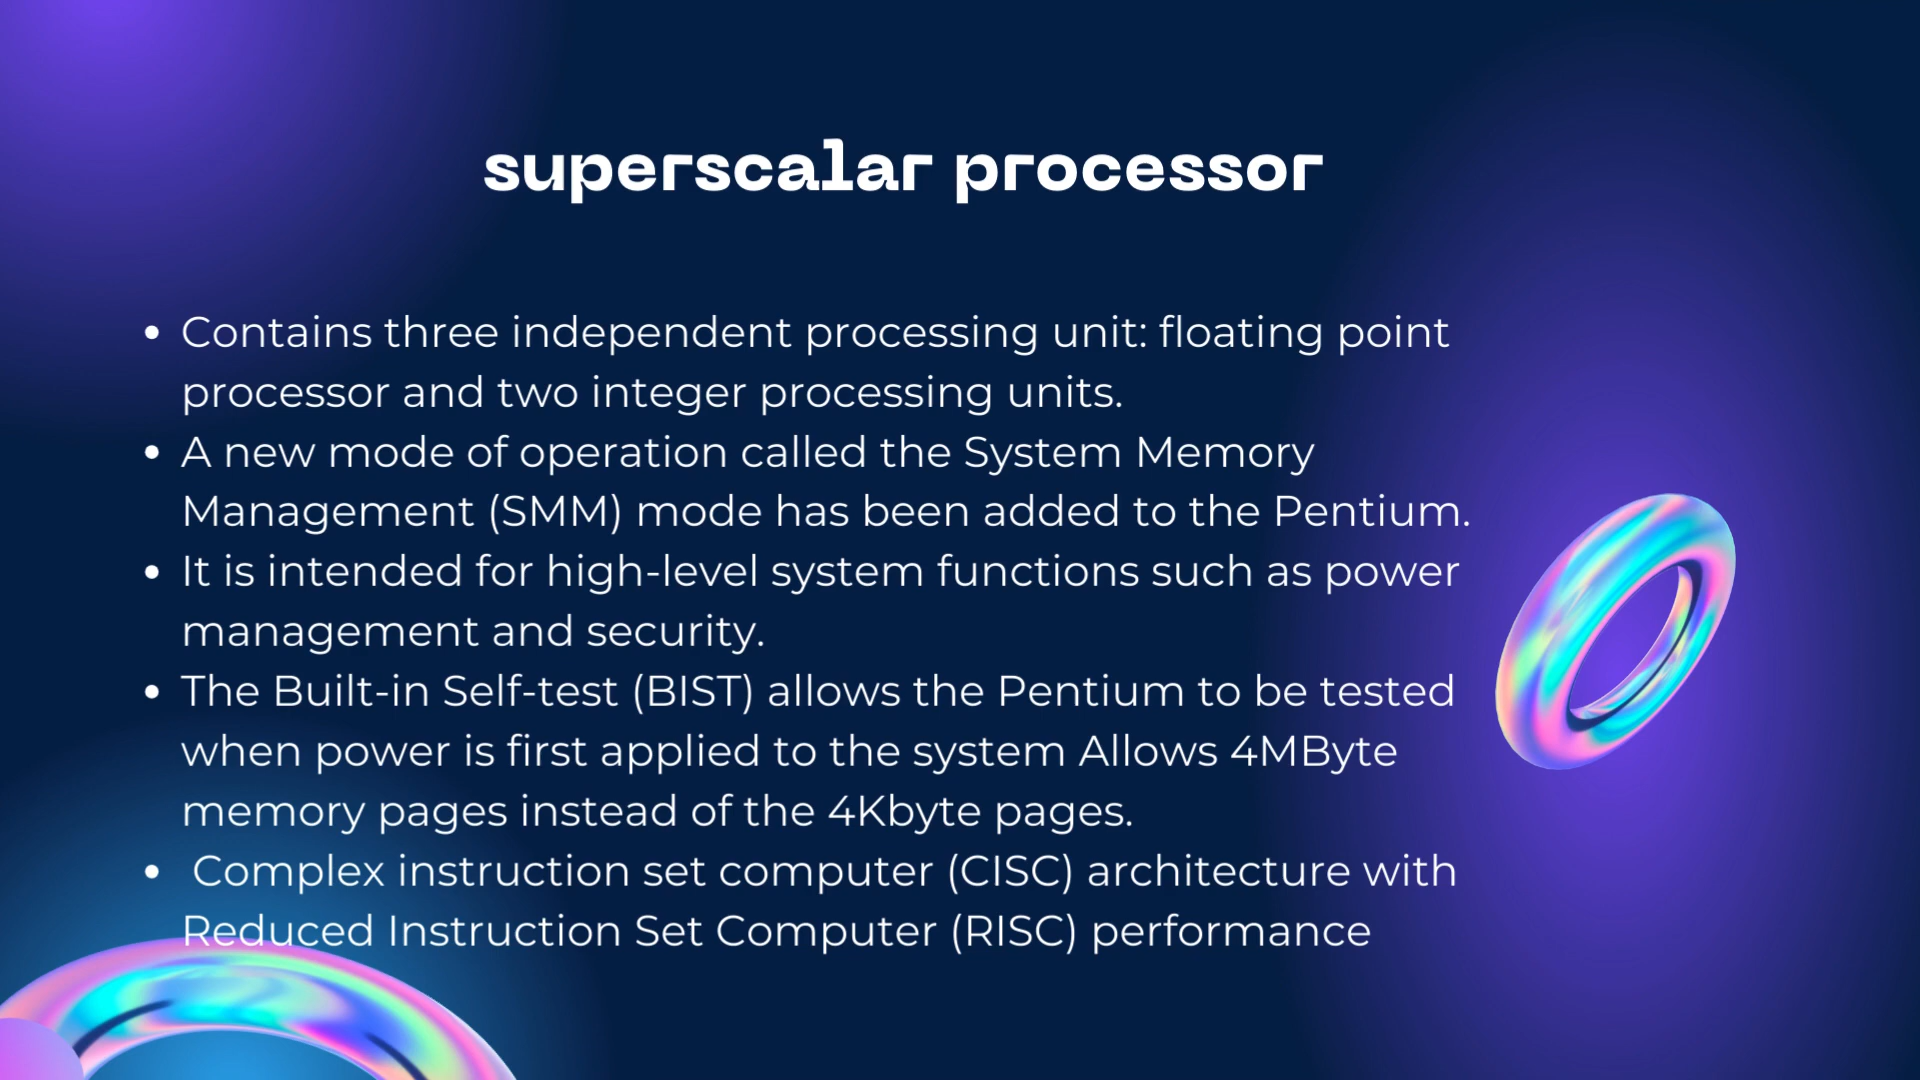 superscalar processor
• Contains three independent processing unit: floating point
processor and two integer processing units.
• A new mode of operation called the System Memory
Management (SMM) mode has been added to the Pentium.
• It is intended for high-level system functions such as power
management and security.
• The Built-in Self-test (BIST) allows the Pentium to be tested
when power is first applied to the system Allows 4MByte
memory pages instead of the 4Kbyte pages.
• Complex instruction set computer (CISC) architecture with
Reduced Instruction Set Computer (RISC) performance